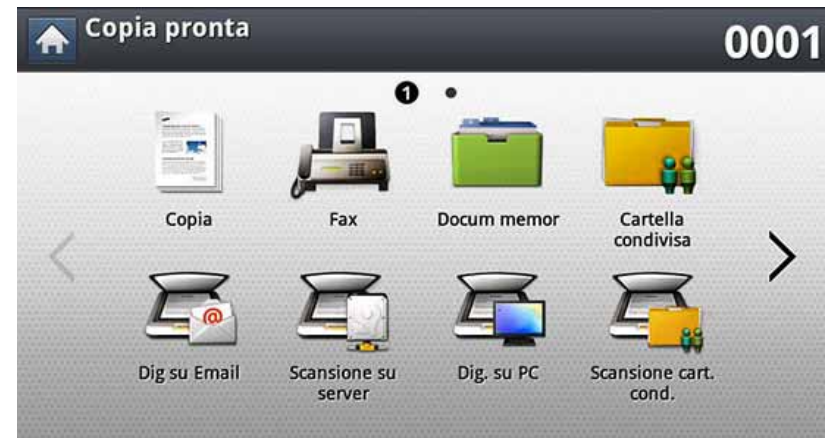 Copia pronta
0001
1
Copia
Fax
Docum memor
Cartella
condivisa
Dig su Email
Scansione su
server
Dig. su PC
Scansione cart.
cond.